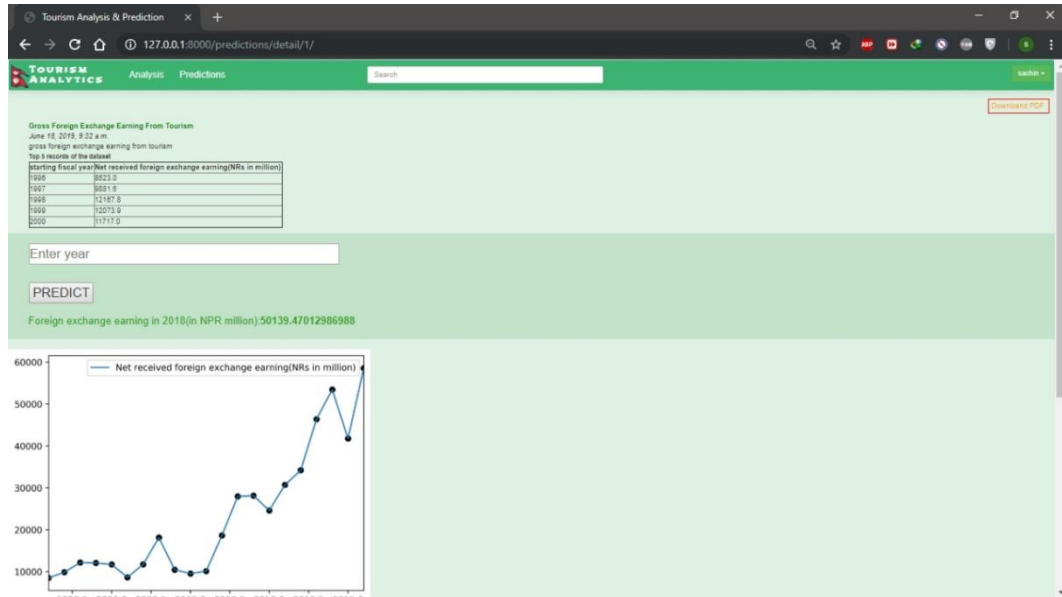 Tourism Analysis & Prediction
127.0.0.1:8000/predictions/detail/1/
ABP
TOURISM
ANALYTICS
Analysis Predictions
Search
sachin
Download PDF
Gross Foreign Exchange Earning From Tourism
June 18, 2019, 9:32 a.m.
gross foreign exchange earning from tourism
Top 5 records of the dataset
starting fiscal year Net received foreign exchange earning(NRs in million)
1996 8523.0
1997 9881.6
1998 12167.8
1999 12073.9
2000 11717.0
Enter year
PREDICT
Foreign exchange earning in 2018(in NPR million):50139.47012986988
Net received foreign exchange earning(NRs in million)
60000
50000
40000
30000
20000
10000